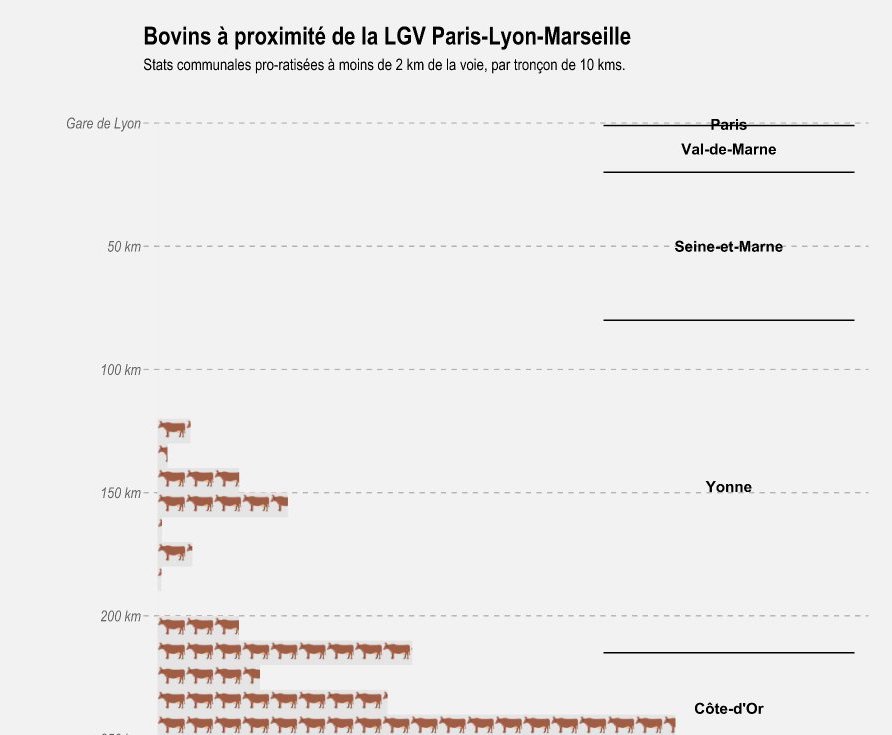 Bovins à proximité de la LGV Paris-Lyon-Marseille
Stats communales pro-ratisées à moins de 2 km de la voie, par tronçon de 10 kms.
Gare de Lyon
Paris
Val-de-Marne
50 km
Seine-et-Marne
100 km
150 km
Yonne
200 km
Côte-d'Or